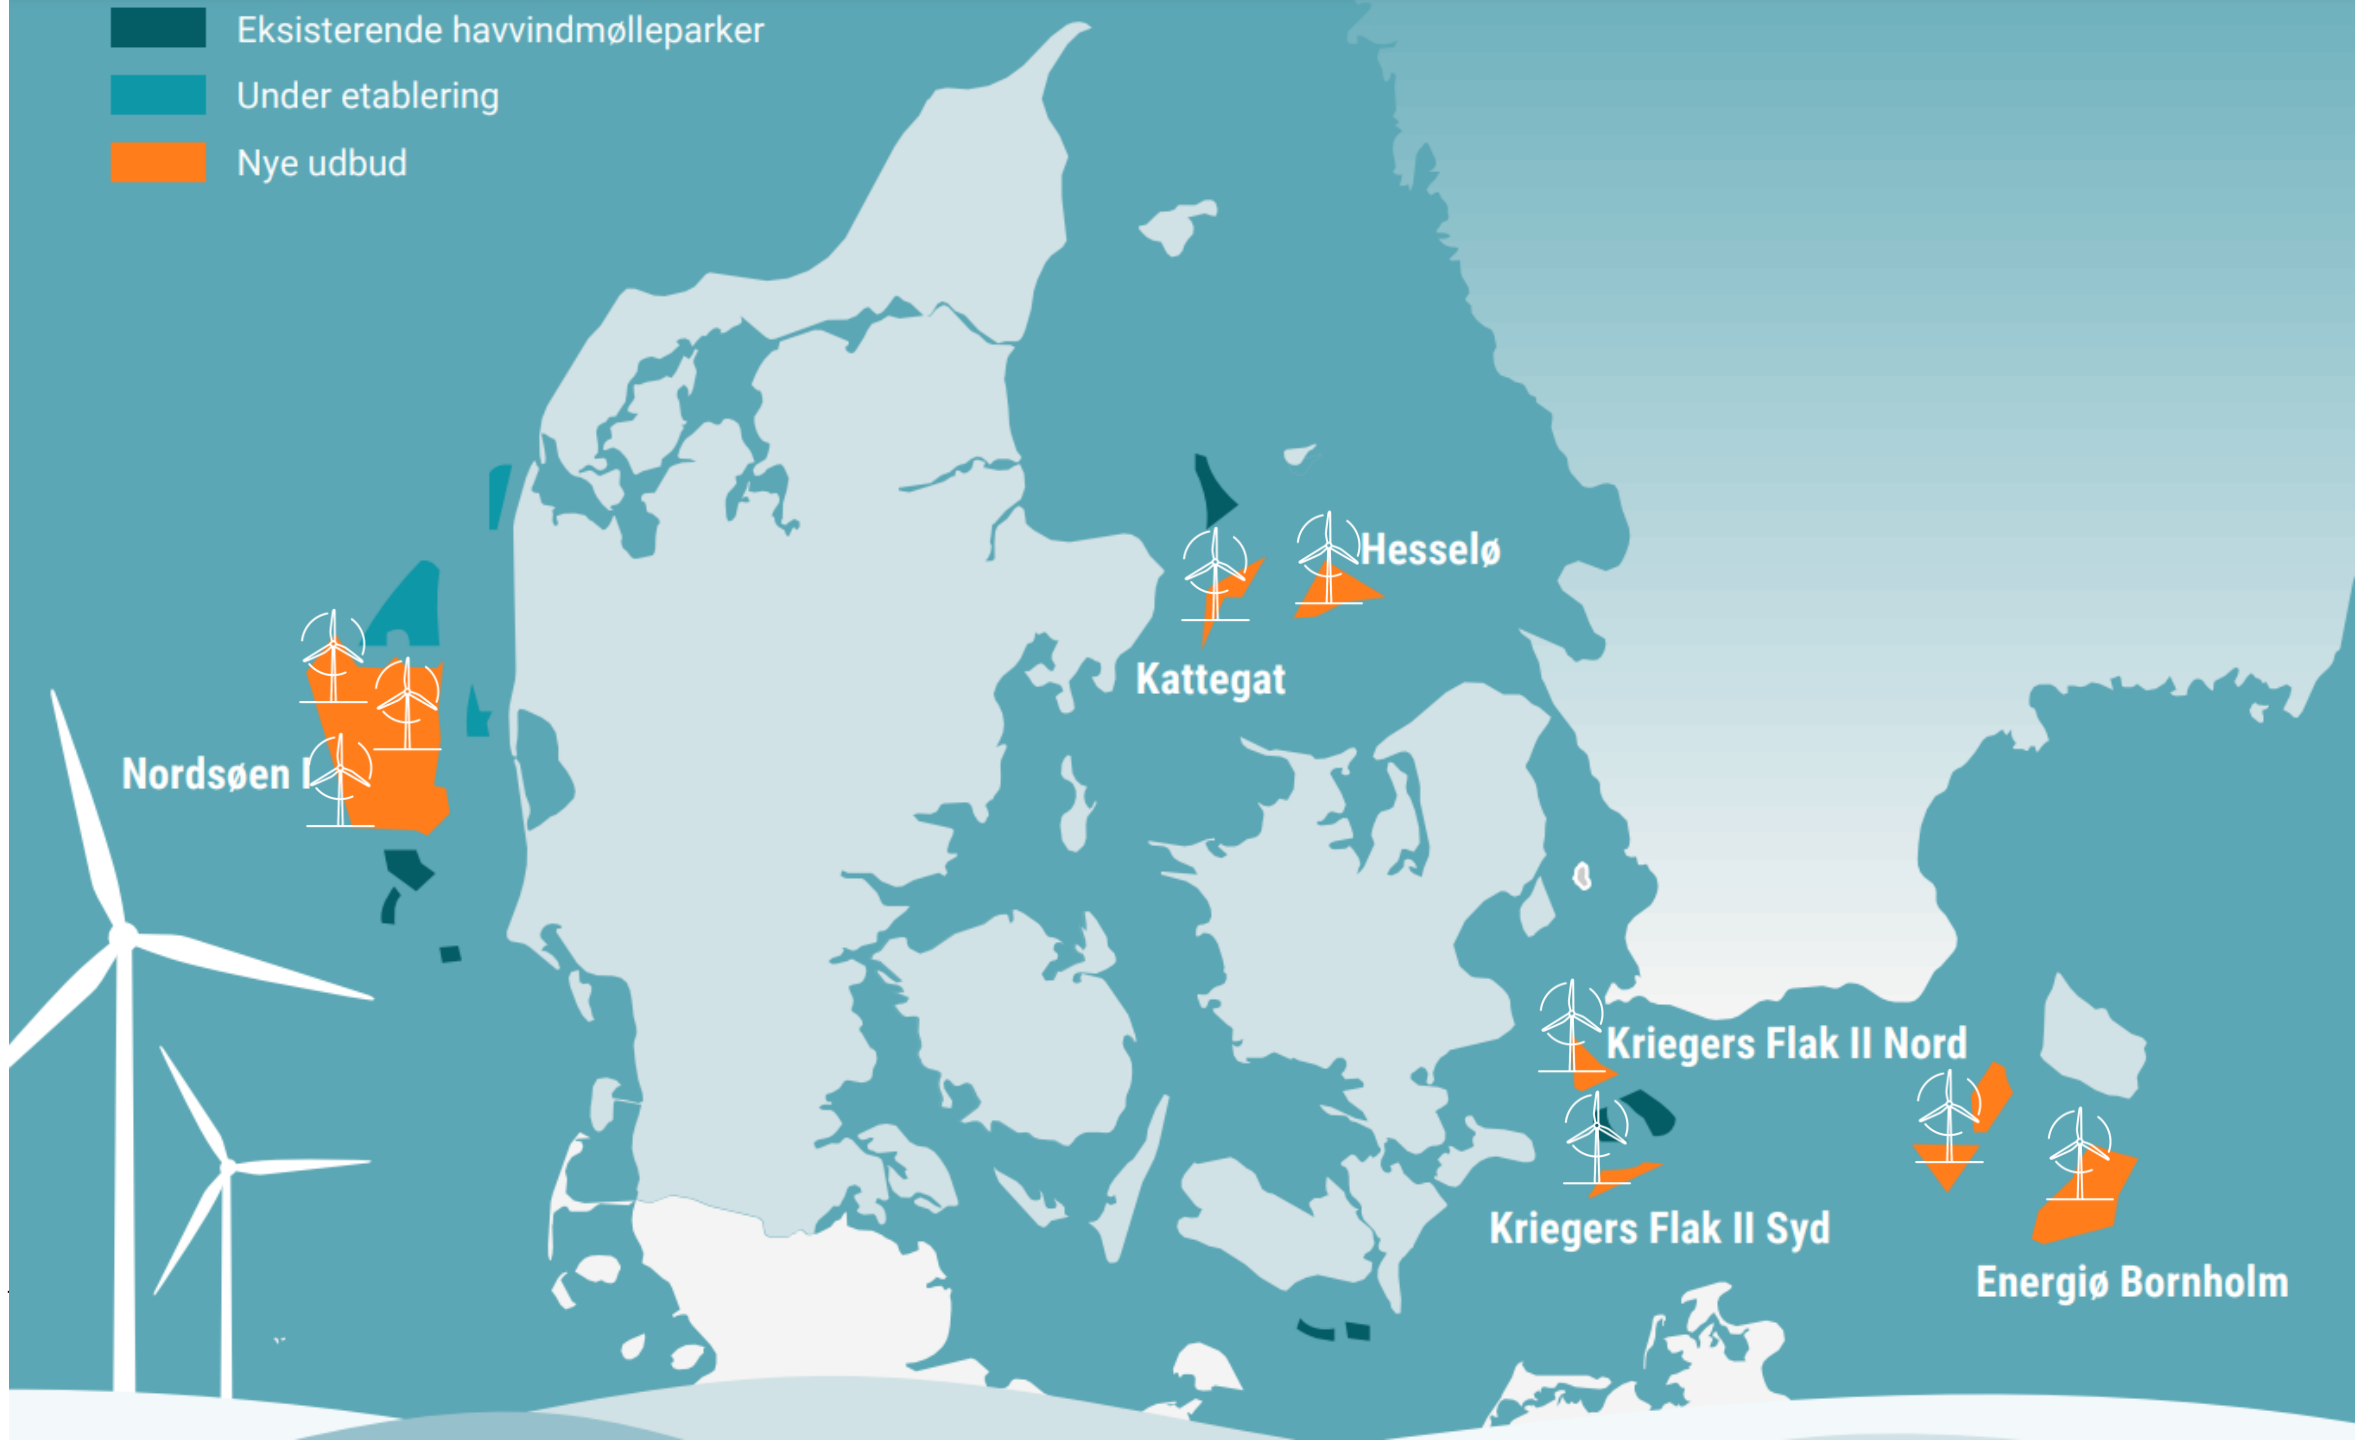 Eksisterende havvindmølleparker
Under etablering
Nye udbud
Hesselø
Kattegat
Nordsøen I
Kriegers Flak II Nord
Kriegers Flak II Syd
Energiø Bornholm